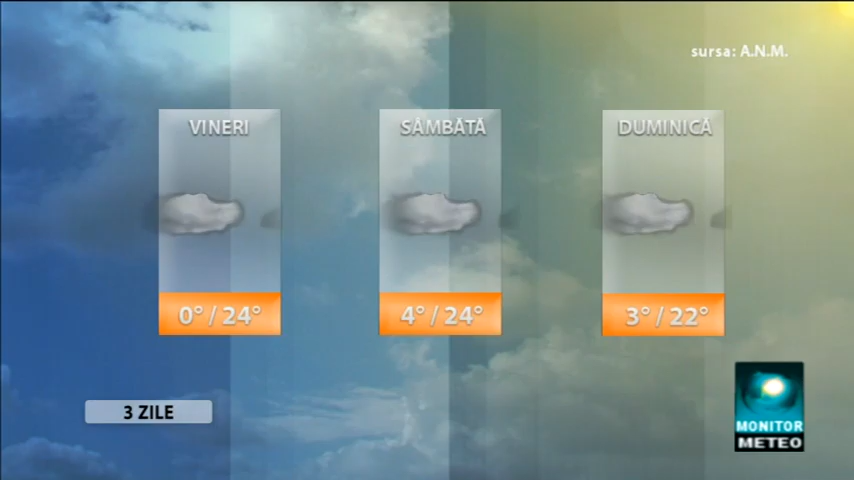 sursa: A.N.M.
VINERI
SÂMBĂTĂ
DUMINICĂ
0° / 24°
4° / 24°
3° / 22°
3 ZILE
MONITOR
METEO